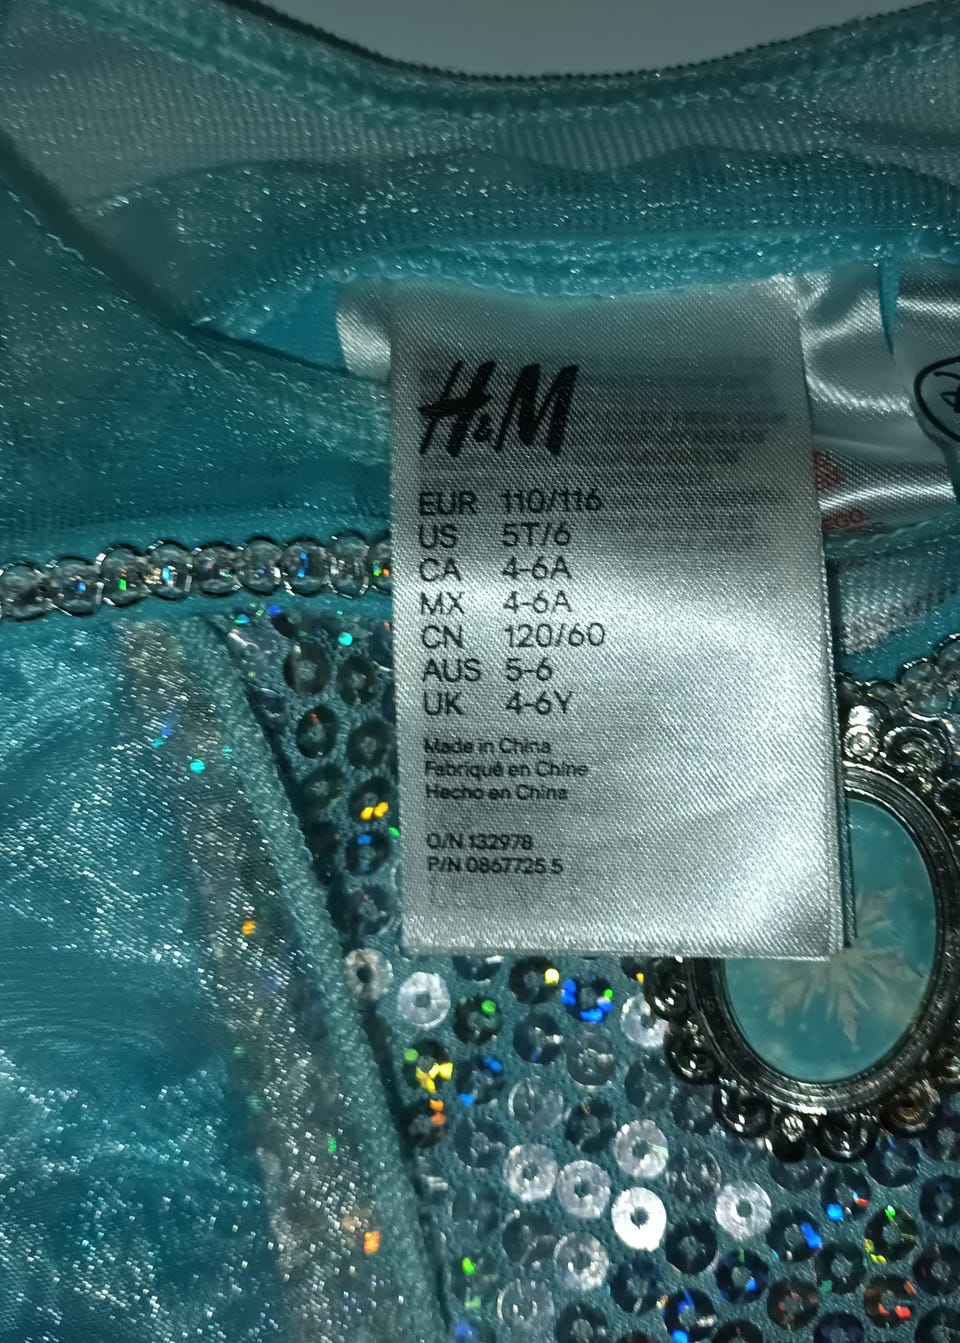 H&M
EUR 110/116
US 5T/6
CA 4-6A
MX 4-6A
CN 120/60
AUS 5-6
UK 4-6Y
Made in China
Fabriqué en Chine
Hecho en China
O/N 132978
P/N 0867725 5